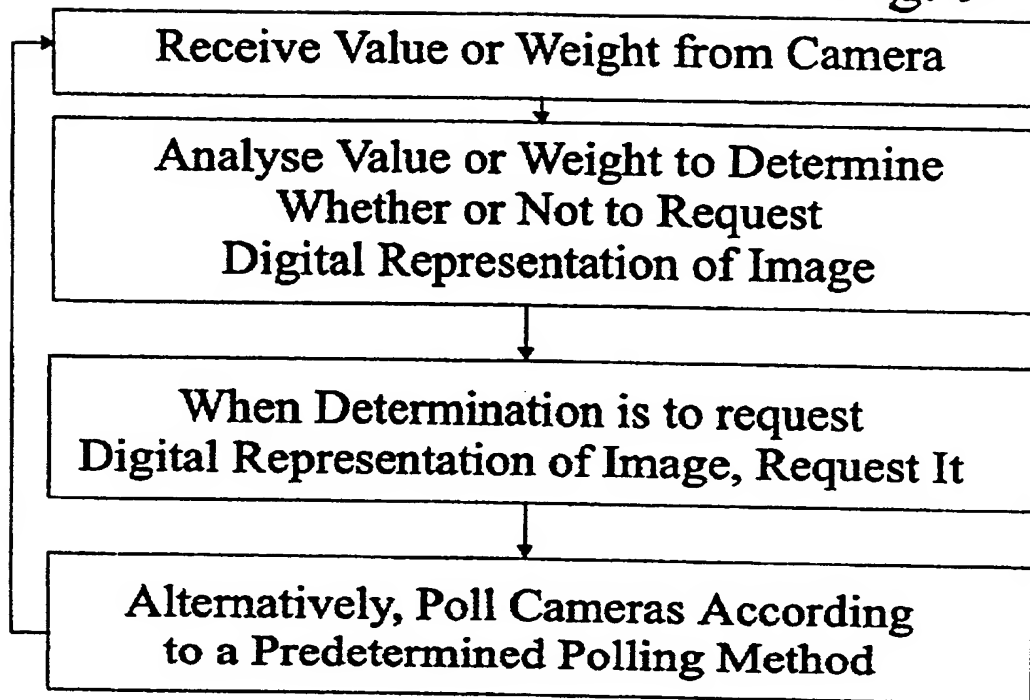 Receive Value or Weight from Camera
Analyse Value or Weight to Determine
Whether or Not to Request
Digital Representation of Image
When Determination is to request
Digital Representation of Image, Request It
Alternatively, Poll Cameras According
to a Predetermined Polling Method